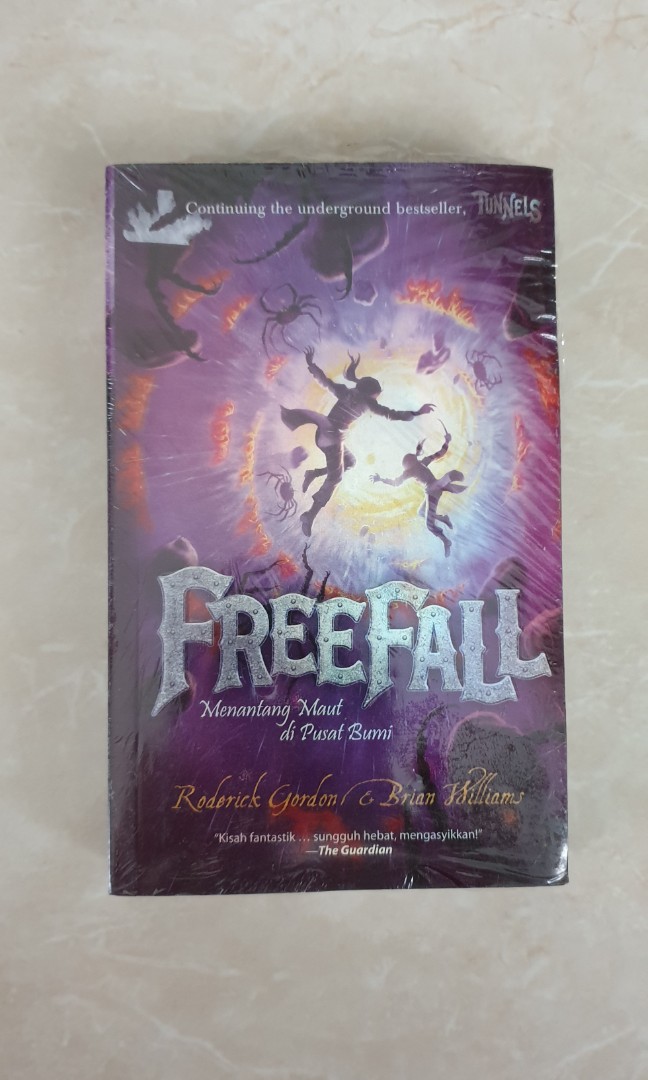 Continuing the underground bestseller, TUNNELS
FREEFALL
Menantang Maut
di Pusat Bumi
Roderick Gordon & Brian Williams
"Kisah fantastik ... sungguh hebat, mengasyikkan!"
—The Guardian